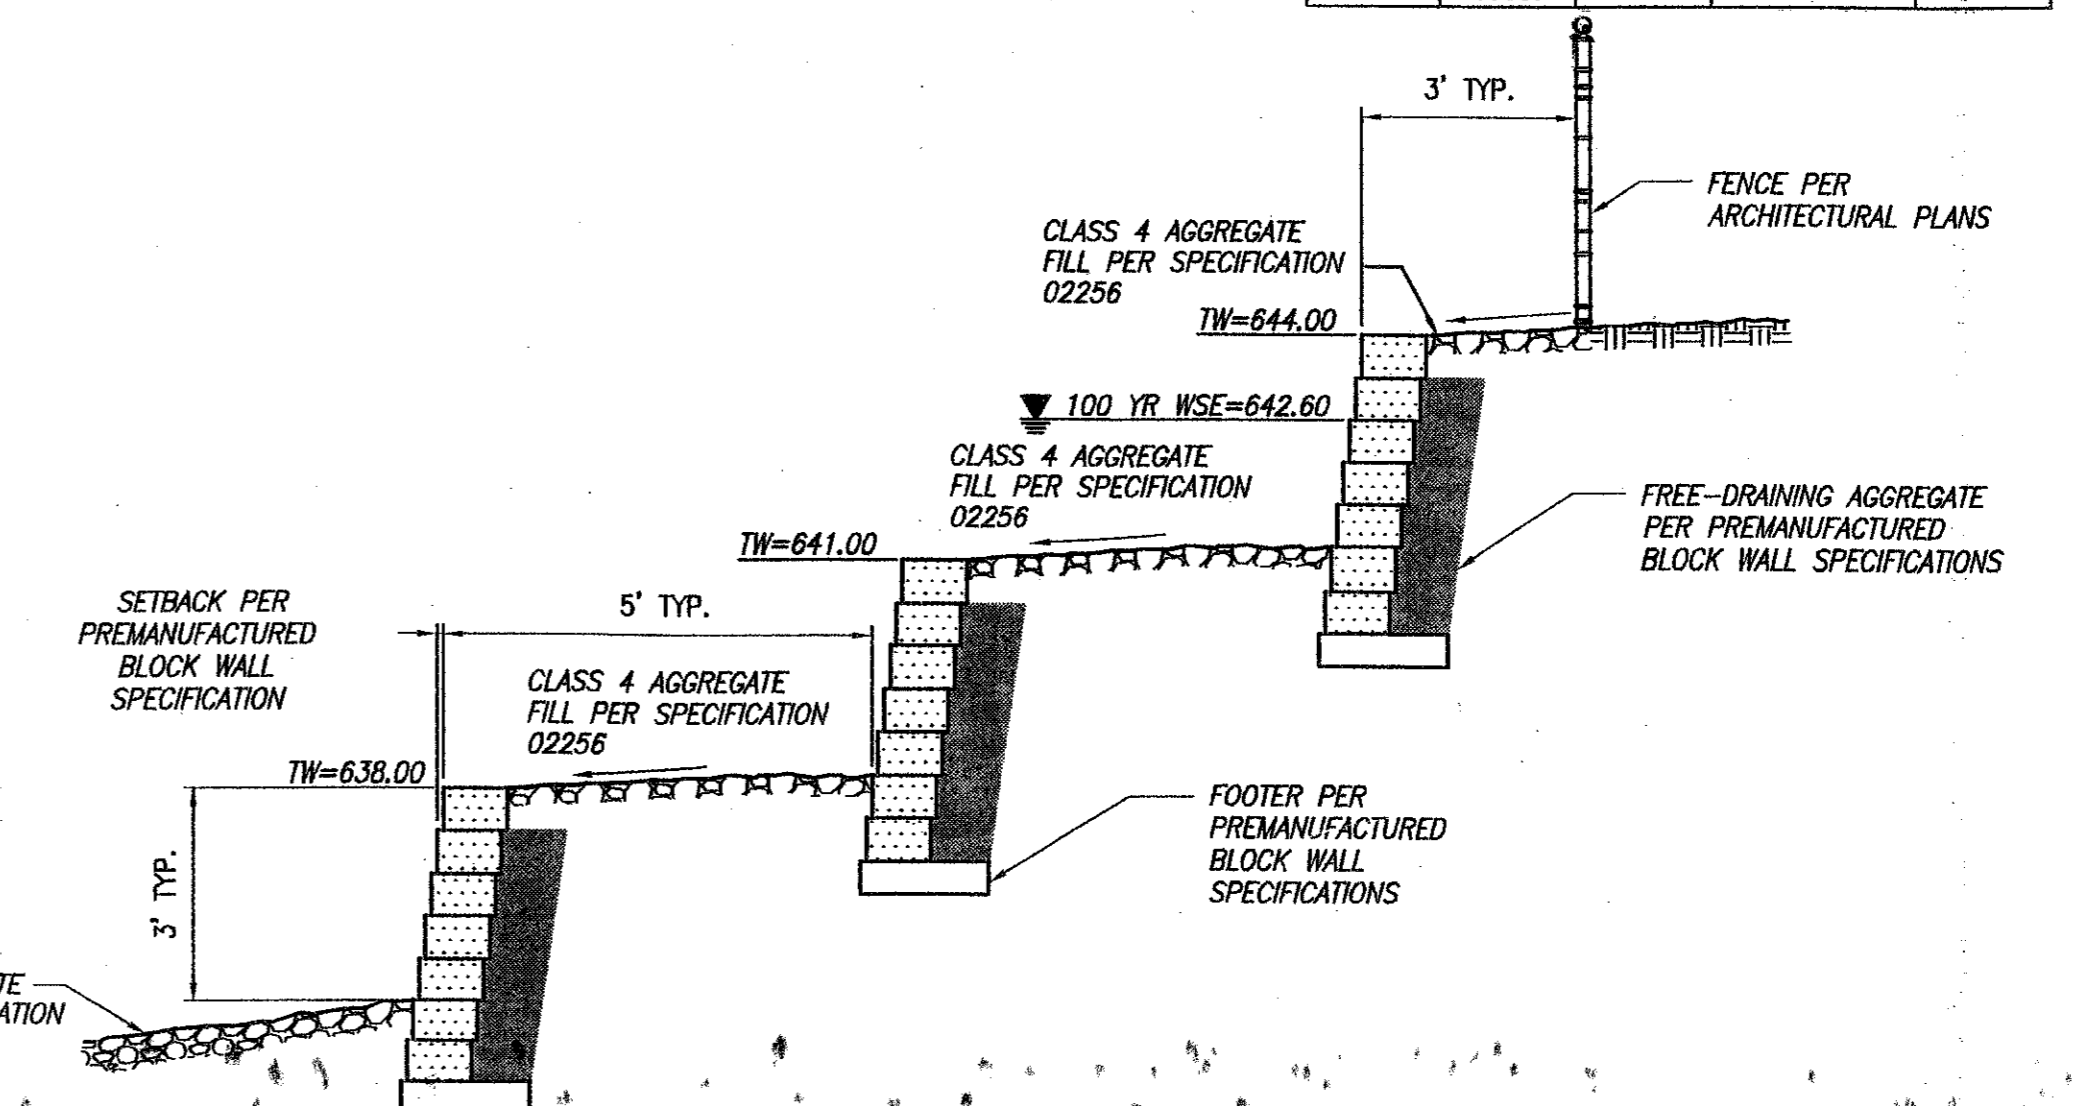 3' TYP.
FENCE PER
ARCHITECTURAL PLANS
CLASS 4 AGGREGATE
FILL PER SPECIFICATION
02256
TW=644.00
100 YR WSE=642.60
CLASS 4 AGGREGATE
FILL PER SPECIFICATION
02256
FREE-DRAINING AGGREGATE
PER PREMANUFACTURED
BLOCK WALL SPECIFICATIONS
TW=641.00
SETBACK PER
PREMANUFACTURED
BLOCK WALL
SPECIFICATION
5' TYP.
CLASS 4 AGGREGATE
FILL PER SPECIFICATION
02256
TW=638.00
3' TYP.
FOOTER PER
PREMANUFACTURED
BLOCK WALL
SPECIFICATIONS
TE
ATION